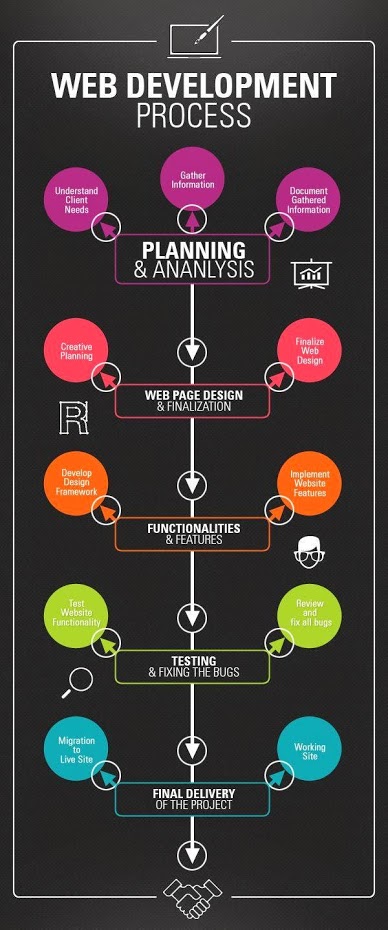 WEB DEVELOPMENT
PROCESS
Understand
Client
Needs
Gather
Information
Document
Gathered
Information
PLANNING
& ANANLYSIS
Creative
Planning
Finalize
Web
Design
WEB PAGE DESIGN
& FINALIZATION
R
Develop
Design
Framework
Implement
Website
Features
FUNCTIONALITIES
& FEATURES
Test
Website
Functionality
Review
and
fix all bugs
TESTING
& FIXING THE BUGS
Migration
to
Live Site
Working
Site
FINAL DELIVERY
OF THE PROJECT